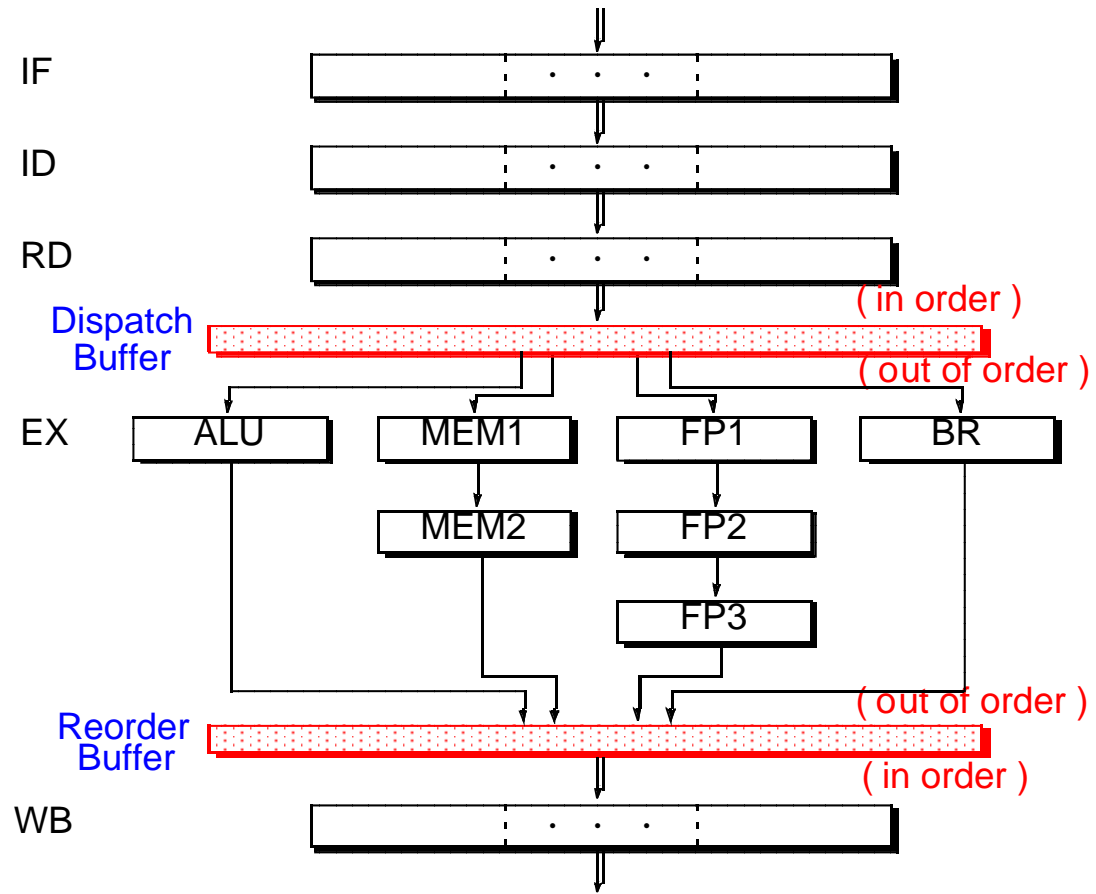 IF
. . .
ID
. . .
RD
. . .
( in order )
Dispatch
Buffer
( out of order )
EX
ALU
MEM1
FP1
BR
MEM2
FP2
FP3
( out of order )
Reorder
Buffer
( in order )
WB
. . .